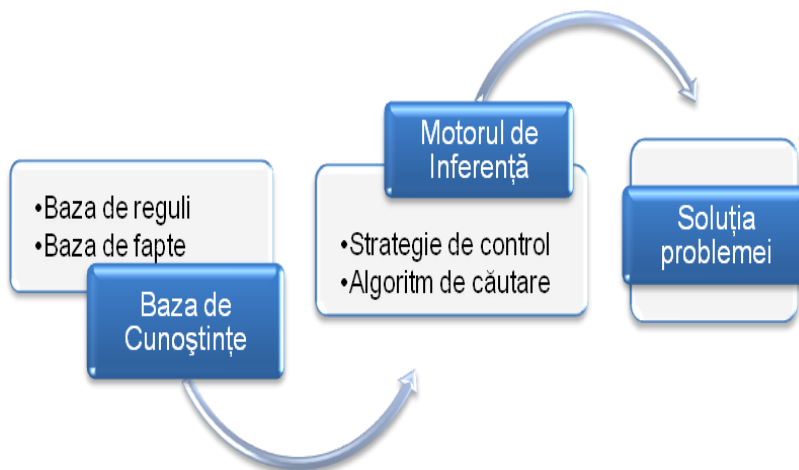 •Baza de reguli
•Baza de fapte
Baza de
Cunoştințe
Motorul de
Inferență
•Strategie de control
•Algoritm de căutare
Soluția
problemei